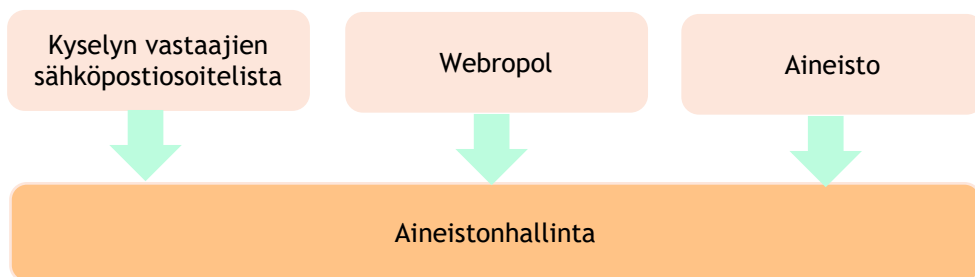 Kyselyn vastaajien
sähköpostiosoitelista
Webropol
Aineisto
Aineistonhallinta